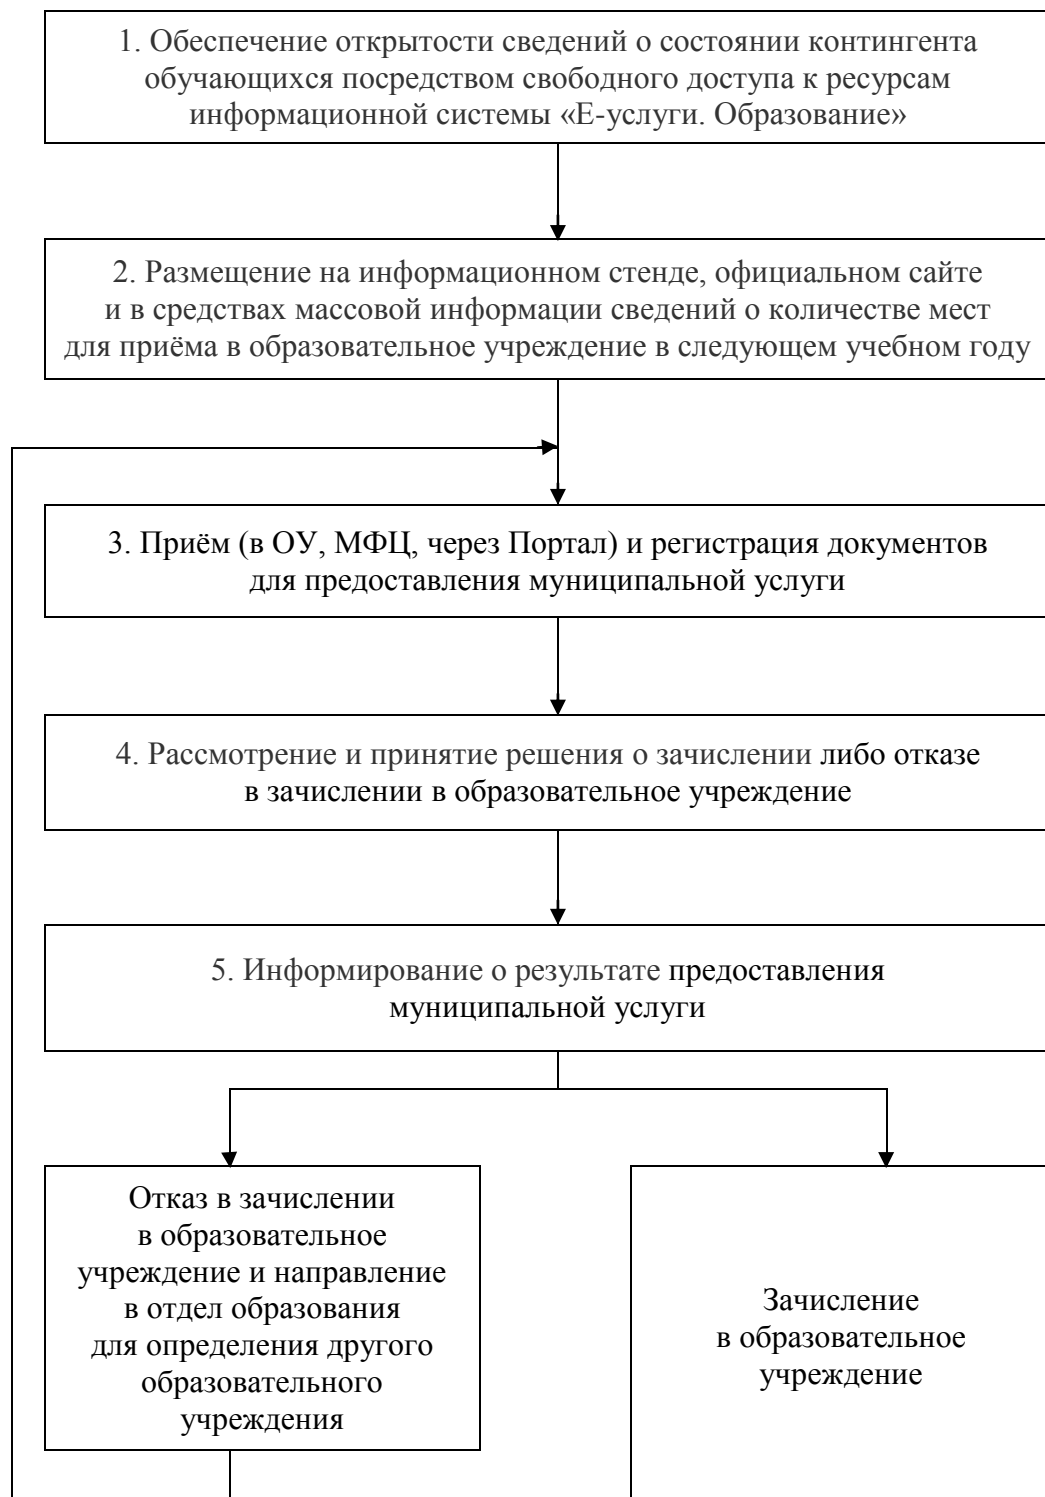 1. Обеспечение открытости сведений о состоянии контингента
обучающихся посредством свободного доступа к ресурсам
информационной системы «Е-услуги. Образование»
2. Размещение на информационном стенде, официальном сайте
и в средствах массовой информации сведений о количестве мест
для приёма в образовательное учреждение в следующем учебном году
3. Приём (в ОУ, МФЦ, через Портал) и регистрация документов
для предоставления муниципальной услуги
4. Рассмотрение и принятие решения о зачислении либо отказе
в зачислении в образовательное учреждение
5. Информирование о результате предоставления
муниципальной услуги
Отказ в зачислении
в образовательное
учреждение и направление
в отдел образования
для определения другого
образовательного
учреждения
Зачисление
в образовательное
учреждение